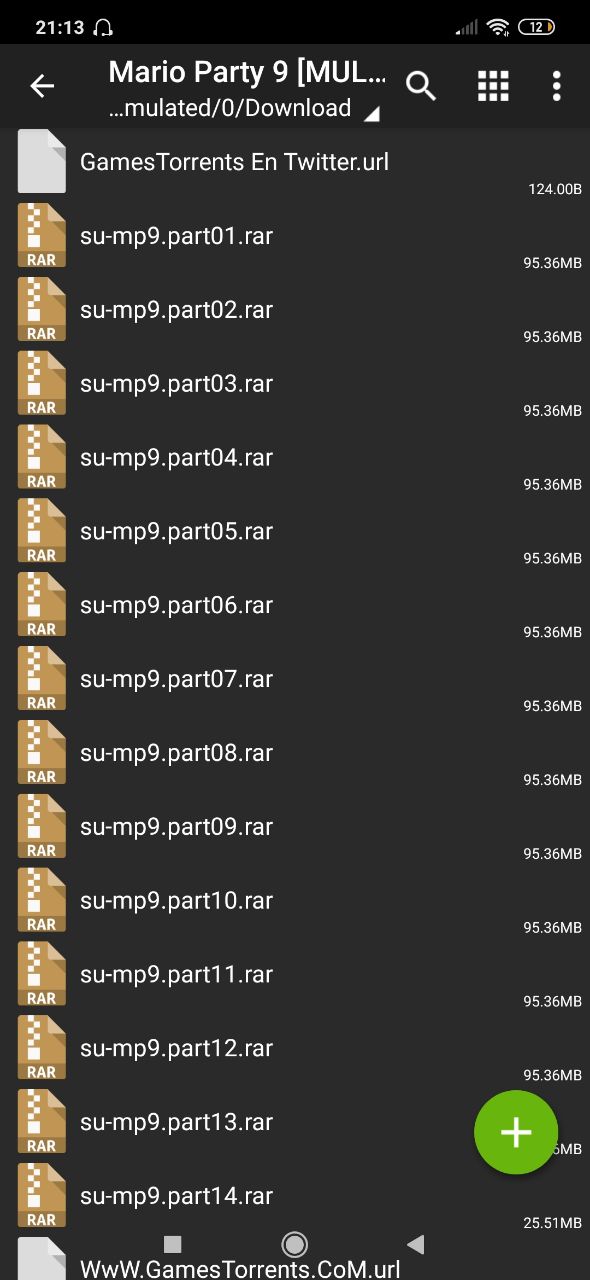 21:13
12
Mario Party 9 [MUL...
...mulated/0/Download
GamesTorrents En Twitter.url
124.00B
su-mp9.part01.rar
RAR
95.36MB
su-mp9.part02.rar
RAR
95.36MB
su-mp9.part03.rar
RAR
95.36MB
su-mp9.part04.rar
RAR
95.36MB
su-mp9.part05.rar
RAR
95.36MB
su-mp9.part06.rar
RAR
95.36MB
su-mp9.part07.rar
RAR
95.36MB
su-mp9.part08.rar
RAR
95.36MB
su-mp9.part09.rar
RAR
95.36MB
su-mp9.part10.rar
RAR
95.36MB
su-mp9.part11.rar
RAR
95.36MB
su-mp9.part12.rar
RAR
95.36MB
su-mp9.part13.rar
RAR
6MB
su-mp9.part14.rar
RAR
25.51MB
WwW.GamesTorrents.CoM.url